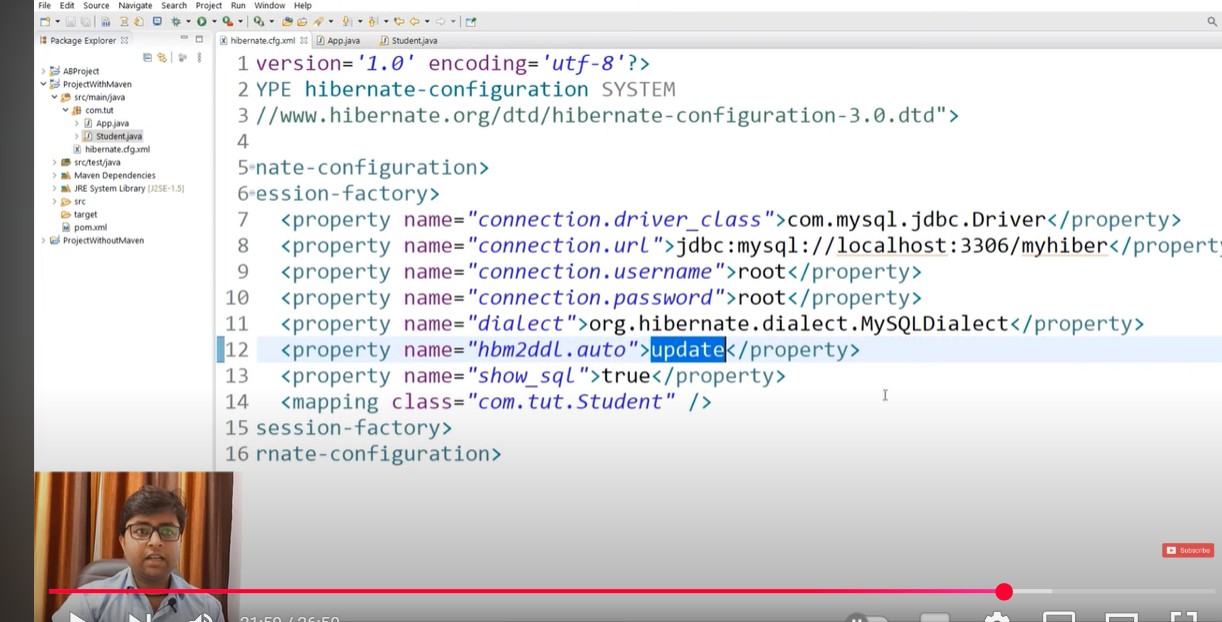 File Edit Source Navigate Search Project Run Window Help
Package Explorer
hibernate.cfg.xml App.java Student.java
ABProject
ProjectWithMaven
src/main/java
com.tut
App.java
Student.java
hibernate.cfg.xml
src/test/java
Maven Dependencies
JRE System Library [J2SE-1.5]
src
target
pom.xml
ProjectWithoutMaven
1 version='1.0' encoding='utf-8'?>
2 YPE hibernate-configuration SYSTEM
3 //www.hibernate.org/dtd/hibernate-configuration-3.0.dtd">
4
5 nate-configuration>
6 ession-factory>
7 <property name="connection.driver_class">com.mysql.jdbc.Driver</property>
8 <property name="connection.url">jdbc:mysql://localhost:3306/myhiber</property
9 <property name="connection.username">root</property>
10 <property name="connection.password">root</property>
11 <property name="dialect">org.hibernate.dialect.MySQLDialect</property>
12 <property name="hbm2ddl.auto">update</property>
13 <property name="show_sql">true</property>
14 <mapping class="com.tut.Student" />
15 session-factory>
16 rnate-configuration>
Subscribe